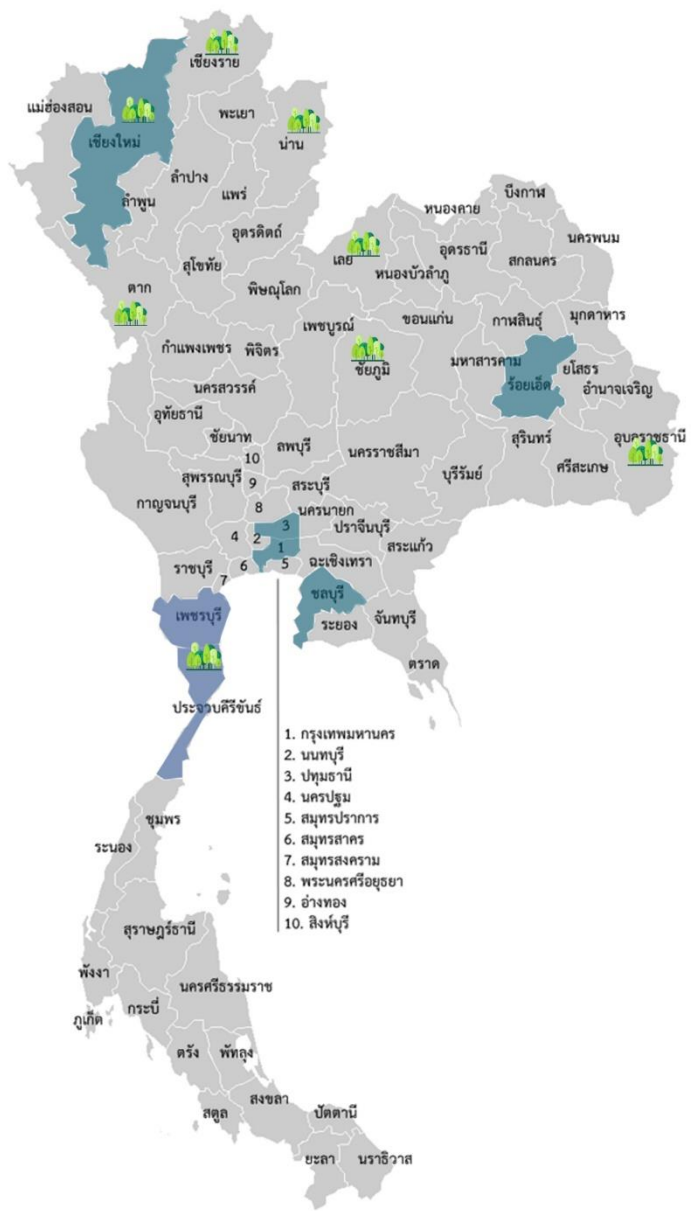 เชียงราย
แม่ฮ่องสอน
พะเยา
เชียงใหม่
น่าน
ลำปาง
แพร่
ลำพูน
บึงกาฬ
หนองคาย
อุตรดิตถ์
นครพนม
อุดรธานี
เลย
สกลนคร
สุโขทัย
หนองบัวลำภู
ตาก
พิษณุโลก
มุกดาหาร
เพชบูรณ์
ขอนแก่น
กาฬสินธุ์
กำแพงเพชร
พิจิตร
ชัยภูมิ
มหาสารคาม
ยโสธร
ร้อยเอ็ด
อำนาจเจริญ
นครสวรรค์
อุทัยธานี
ชัยนาท
ลพบุรี
นครราชสีมา
สุรินทร์
อุบลราชธานี
10
สุพรรณบุรี
9
สระบุรี
บุรีรัมย์
ศรีสะเกษ
กาญจนบุรี
8
นครนายก
3
ปราจีนบุรี
4
2
1
สระแก้ว
ราชบุรี
6
5
ฉะเชิงเทรา
7
ชลบุรี
เพชรบุรี
ระยอง
จันทบุรี
ตราด
ประจวบคีรีขันธ์
1. กรุงเทพมหานคร
2. นนทบุรี
3. ปทุมธานี
4. นครปฐม
5. สมุทรปราการ
6. สมุทรสาคร
7. สมุทรสงคราม
8. พระนครศรีอยุธยา
9. อ่างทอง
10. สิงห์บุรี
ชุมพร
ระนอง
สุราษฎร์ธานี
พังงา
นครศรีธรรมราช
กระบี่
ภูเก็ต
ตรัง
พัทลุง
สงขลา
สตูล
ปัตตานี
ยะลา
นราธิวาส